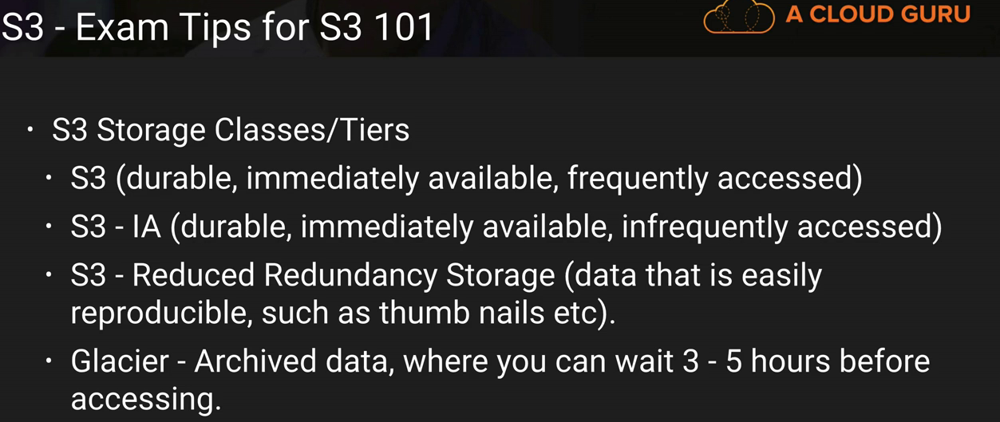 S3 - Exam Tips for S3 101
A CLOUD GURU
• S3 Storage Classes/Tiers
• S3 (durable, immediately available, frequently accessed)
• S3 - IA (durable, immediately available, infrequently accessed)
• S3 - Reduced Redundancy Storage (data that is easily
reproducible, such as thumb nails etc).
• Glacier - Archived data, where you can wait 3 - 5 hours before
accessing.